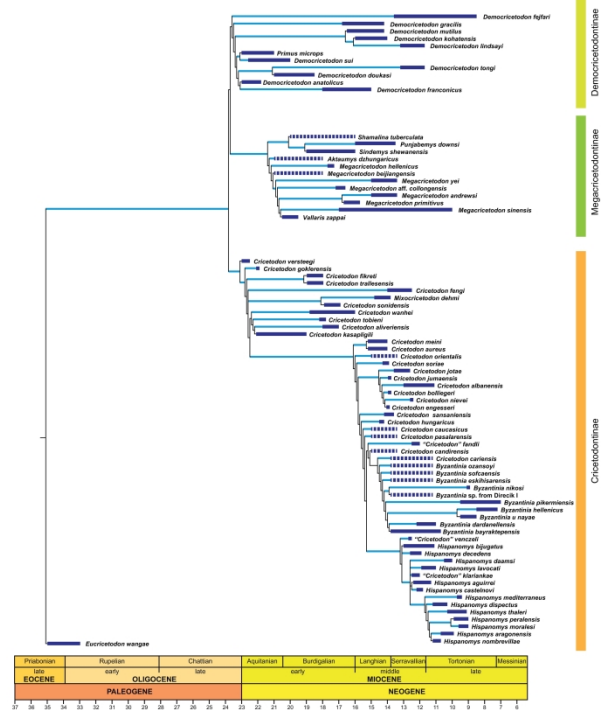 Democricetodon fejfari
Democricetodon gracilis
Democricetodon mutilus
Democricetodon kohatensis
Democricetodon lindsayi
Primus microps
Democricetodon sui
Democricetodon tongi
Democricetodon doukasi
Democricetodon anatolicus
Democricetodon franconicus
Democricetodontinae
Shamalina tuberculata
Punjabemys downsi
Sindemys shewanensis
Aktaumys dzhungaricus
Megacricetodon hellenicus
Megacricetodon beijiangensis
Megacricetodon yei
Megacricetodon aff. collongensis
Megacricetodon andrewsi
Megacricetodon primitivus
Megacricetodon sinensis
Vallaris zappai
Megacricetodontinae
Cricetodon versteegi
Cricetodon goklerensis
Cricetodon fikreti
Cricetodon trallesensis
Cricetodon fengi
Mixocricetodon dehmi
Cricetodon sonidensis
Cricetodon wanhei
Cricetodon tobieni
Cricetodon aliveriensis
Cricetodon kasapligili
Cricetodon meini
Cricetodon aureus
Cricetodon orientalis
Cricetodon soriae
Cricetodon jotae
Cricetodon jumaensis
Cricetodon albanensis
Cricetodon bolligeri
Cricetodon nievei
Cricetodon engesseri
Cricetodon sansaniensis
Cricetodon hungaricus
Cricetodon caucasicus
Cricetodon pasalarensis
"Cricetodon" fandli
Cricetodon candirensis
Cricetodon cariensis
Byzantinia ozansoyi
Byzantinia sofcaensis
Byzantinia eskihisarensis
Byzantinia nikosi
Byzantinia sp. from Direcik I
Byzantinia pikermiensis
Byzantinia hellenicus
Byzantinia u nayae
Byzantinia dardanellensis
Byzantinia bayraktepensis
"Cricetodon" venczeli
Hispanomys bijugatus
Hispanomys decedens
Hispanomys daamsi
Hispanomys lavocati
"Cricetodon" klariankae
Hispanomys aguirrei
Hispanomys castelnovi
Hispanomys mediterraneus
Hispanomys dispectus
Hispanomys thaleri
Hispanomys peralensis
Hispanomys moralesi
Hispanomys aragonensis
Hispanomys nombrevillae
Cricetodontinae
Eucricetodon wangae
Priabonian Rupelian Chattian Aquitanian Burdigalian Langhian Serravallian Tortonian Messinian
late early late early middle late
EOCENE OLIGOCENE MIOCENE
PALEOGENE NEOGENE
37 36 35 34 33 32 31 30 29 28 27 26 25 24 23 22 21 20 19 18 17 16 15 14 13 12 11 10 9 8 7 6